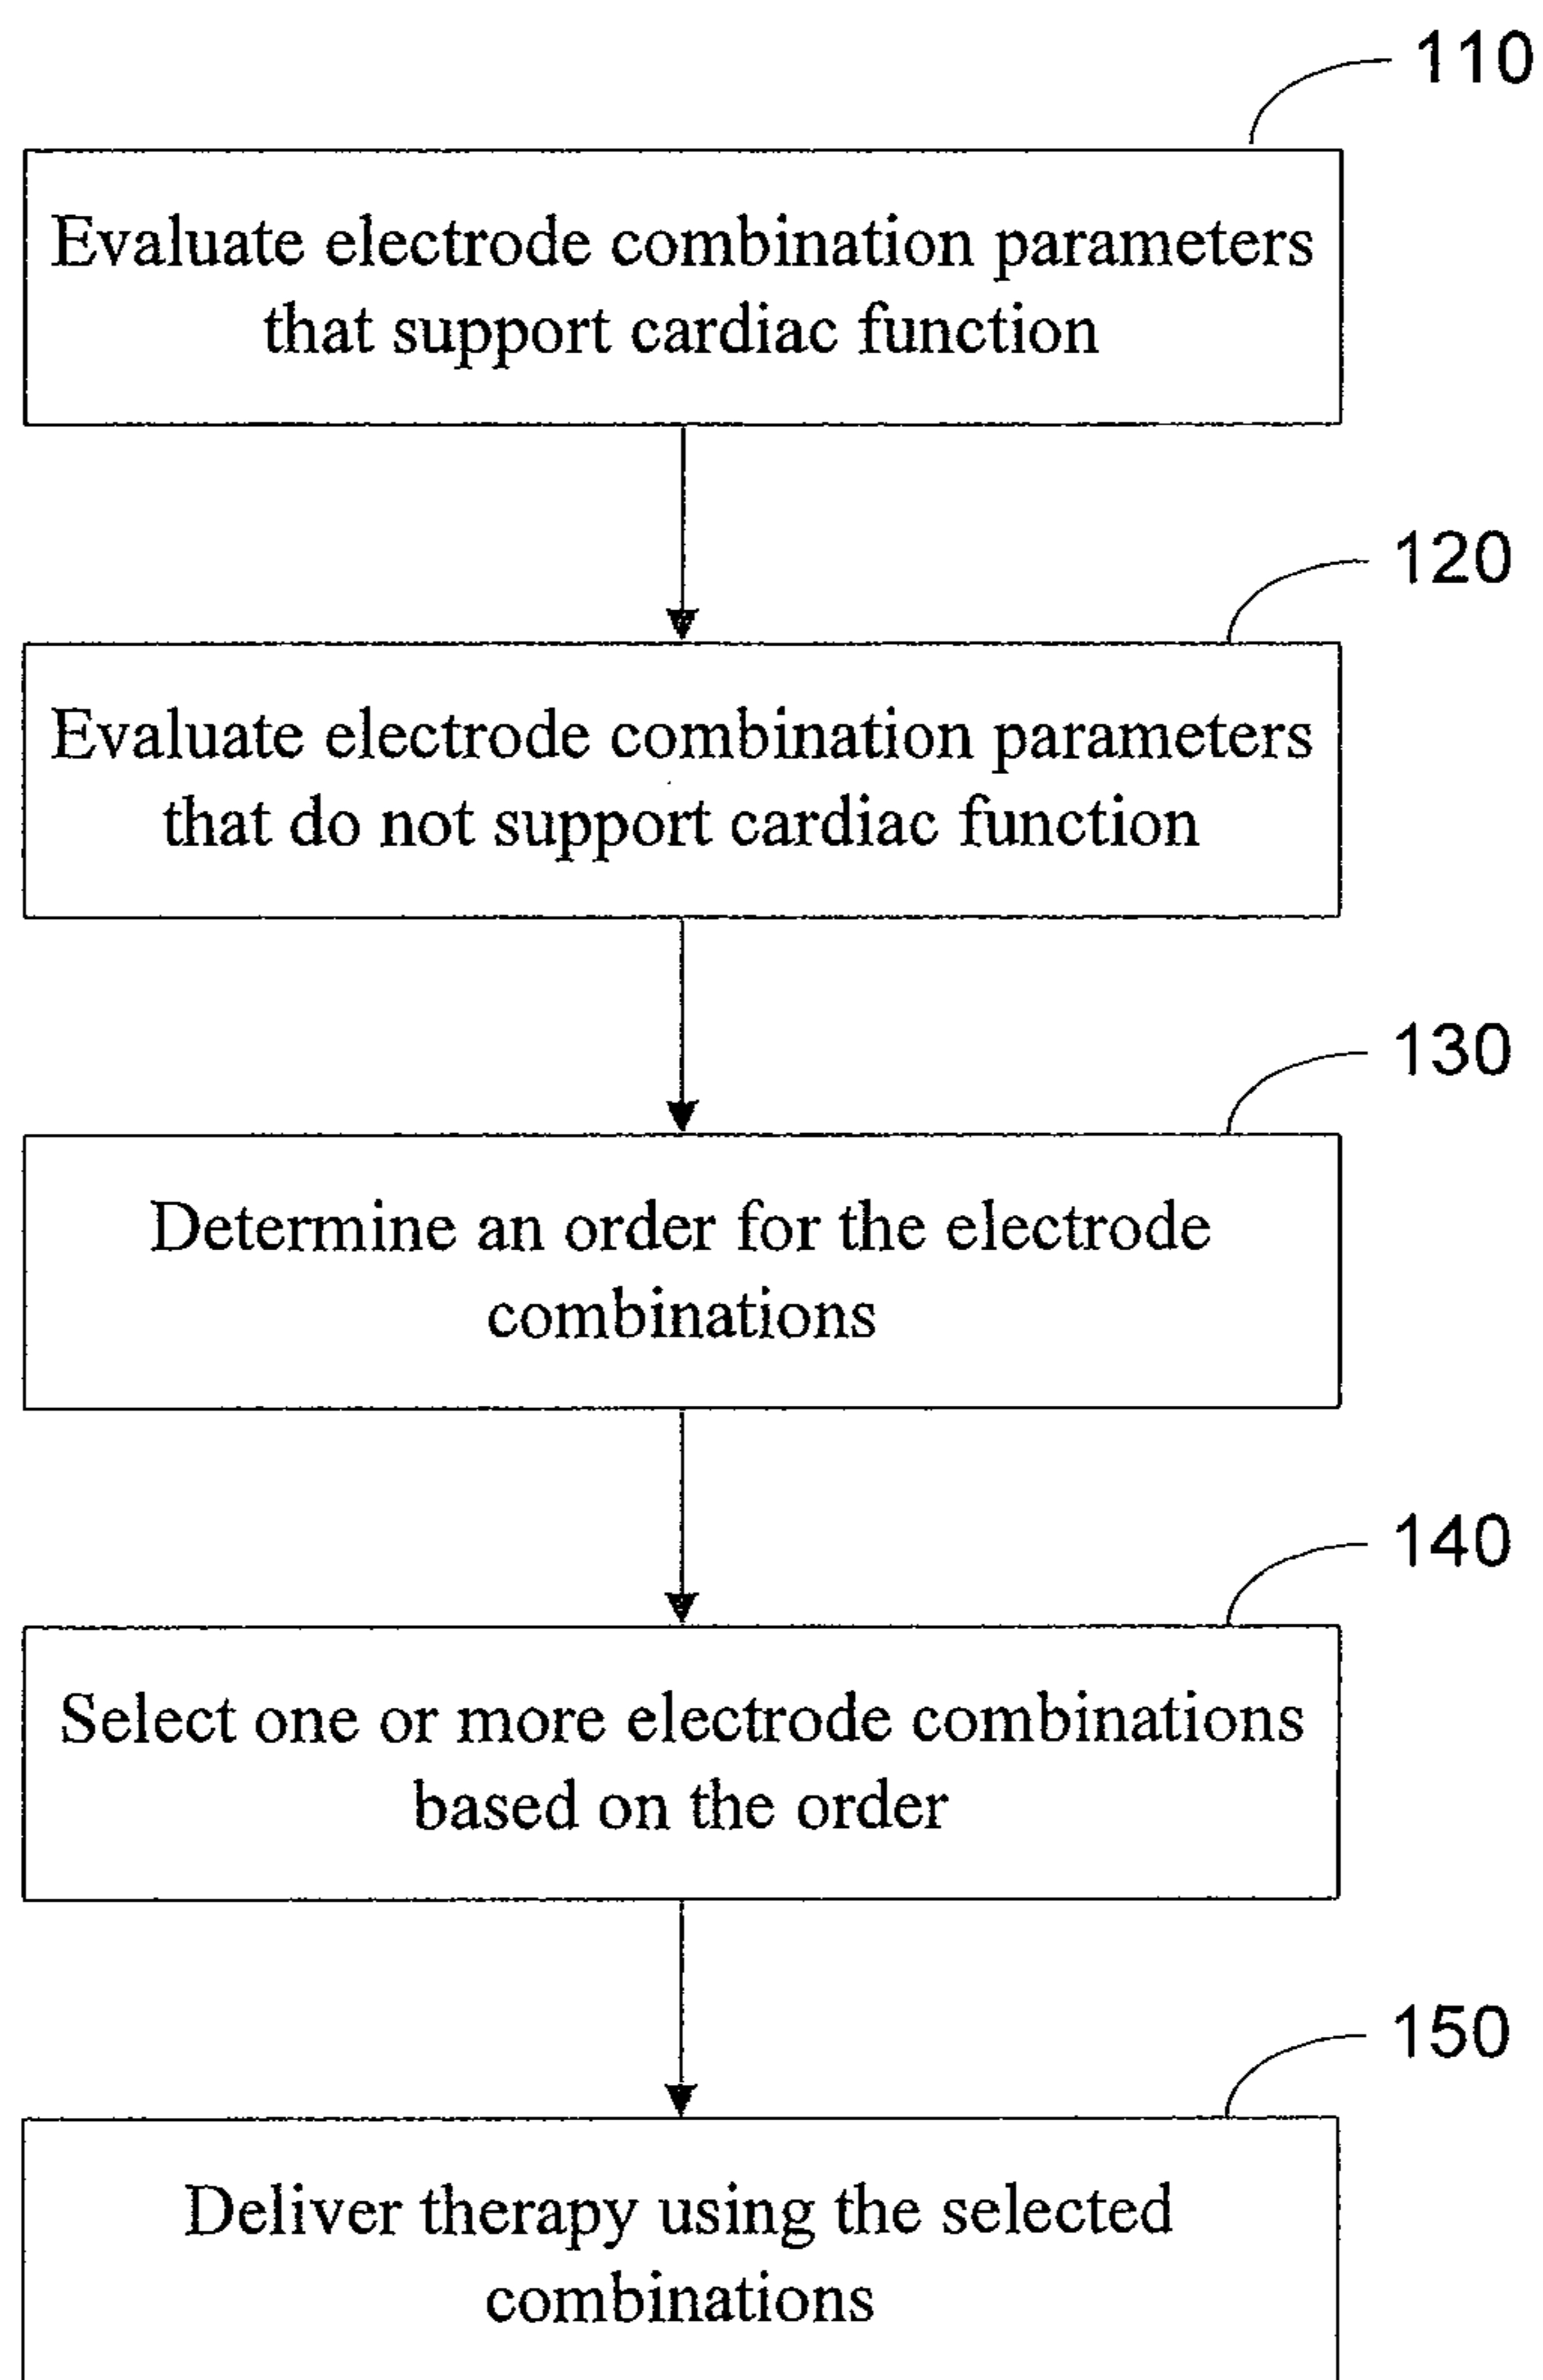 110
Evaluate electrode combination parameters
that support cardiac function
120
Evaluate electrode combination parameters
that do not support cardiac function
130
Determine an order for the electrode
combinations
140
Select one or more electrode combinations
based on the order
150
Deliver therapy using the selected
combinations